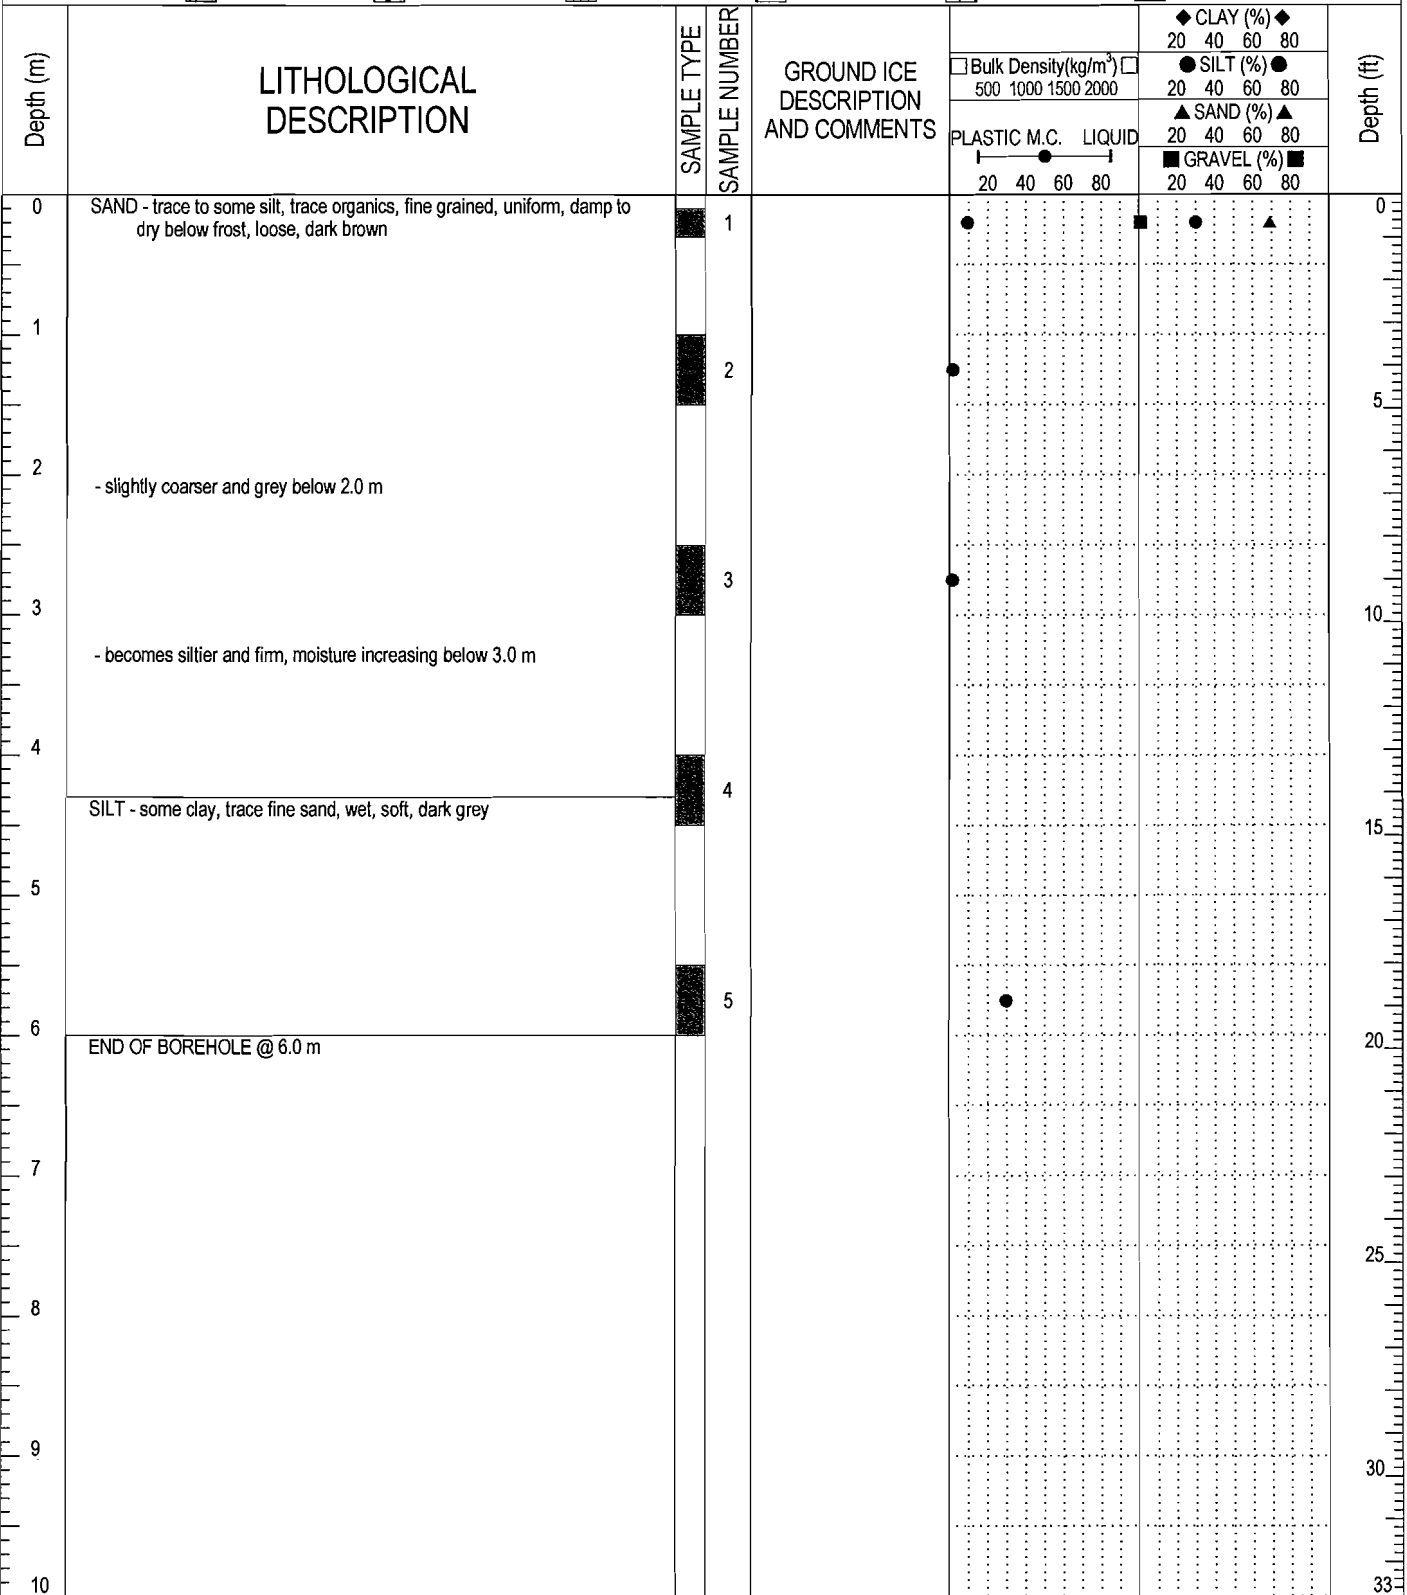 Depth (m)
LITHOLOGICAL
DESCRIPTION
SAMPLE TYPE
SAMPLE NUMBER
GROUND ICE
DESCRIPTION
AND COMMENTS
□ Bulk Density(kg/m³) □
500 1000 1500 2000
PLASTIC M.C. LIQUID
20 40 60 80
◆ CLAY (%) ◆
20 40 60 80
● SILT (%) ●
20 40 60 80
▲ SAND (%) ▲
20 40 60 80
■ GRAVEL (%) ■
20 40 60 80
Depth (ft)
0
SAND - trace to some silt, trace organics, fine grained, uniform, damp to
dry below frost, loose, dark brown
1
0
1
2
5
2
- slightly coarser and grey below 2.0 m
3
3
10
- becomes siltier and firm, moisture increasing below 3.0 m
4
4
SILT - some clay, trace fine sand, wet, soft, dark grey
15
5
5
6
20
END OF BOREHOLE @ 6.0 m
7
25
8
9
30
10
33